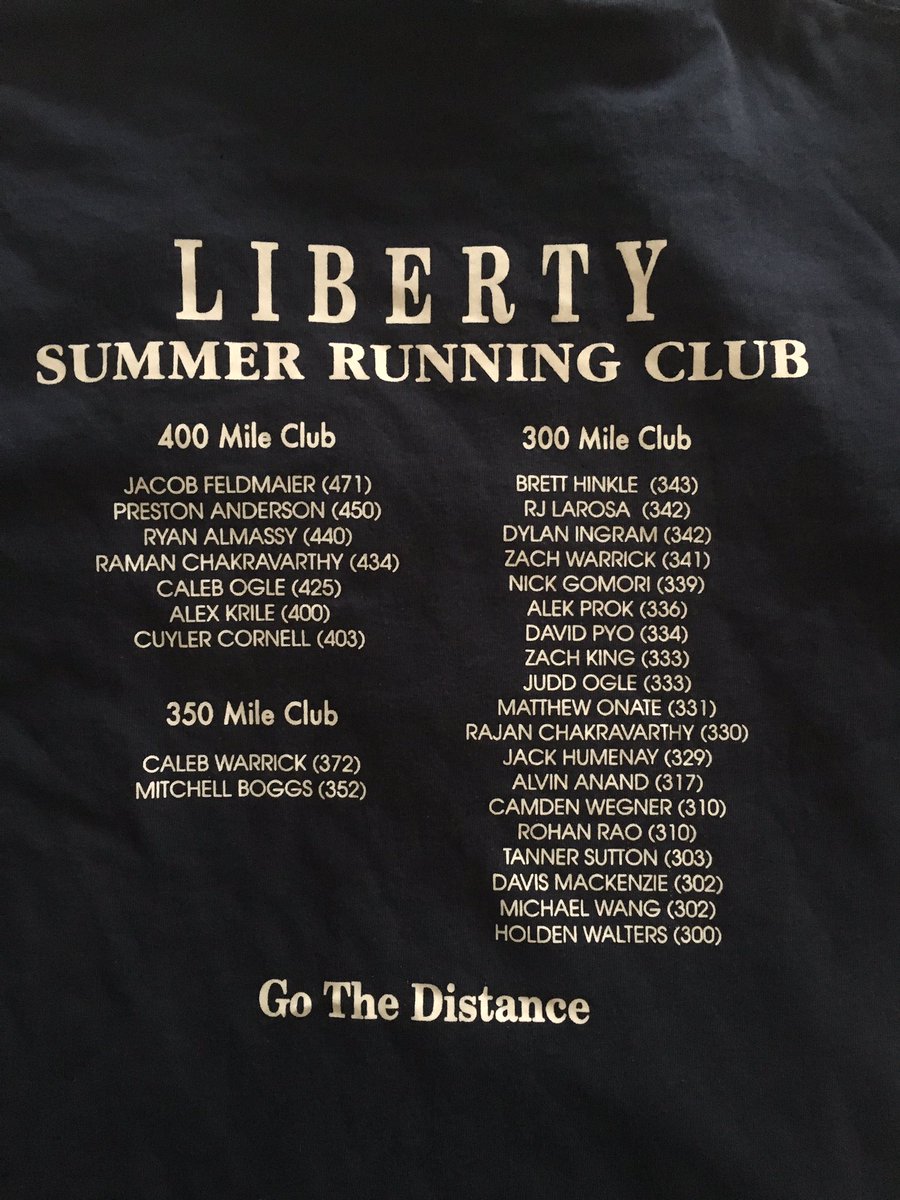 LIBERTY
SUMMER RUNNING CLUB
400 Mile Club
JACOB FELDMAIER (471)
PRESTON ANDERSON (450)
RYAN ALMASSY (440)
RAMAN CHAKRAVARTHY (434)
CALEB OGLE (425)
ALEX KRILE (400)
CUYLER CORNELL (403)
350 Mile Club
CALEB WARRICK (372)
MITCHELL BOGGS (352)
300 Mile Club
BRETT HINKLE (343)
RJ LAROSA (342)
DYLAN INGRAM (342)
ZACH WARRICK (341)
NICK GOMORI (339)
ALEK PROK (336)
DAVID PYO (334)
ZACH KING (333)
JUDD OGLE (333)
MATTHEW ONATE (331)
RAJAN CHAKRAVARTHY (330)
JACK HUMENAY (329)
ALVIN ANAND (317)
CAMDEN WEGNER (310)
ROHAN RAO (310)
TANNER SUTTON (303)
DAVIS MACKENZIE (302)
MICHAEL WANG (302)
HOLDEN WALTERS (300)
Go The Distance